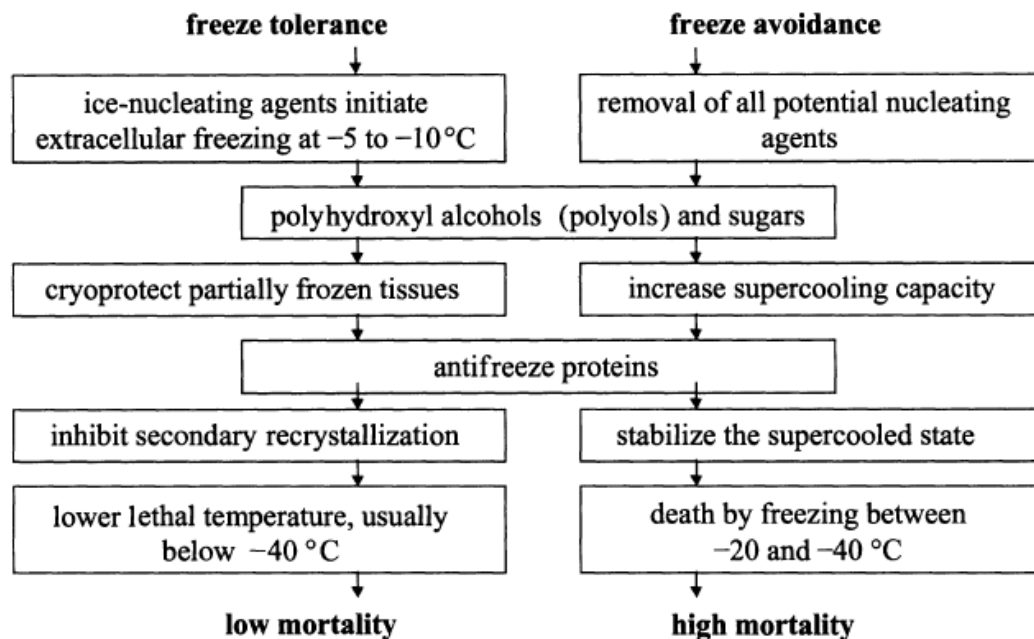 freeze tolerance
freeze avoidance
ice-nucleating agents initiate
extracellular freezing at −5 to −10 °C
removal of all potential nucleating
agents
polyhydroxyl alcohols (polyols) and sugars
cryoprotect partially frozen tissues
increase supercooling capacity
antifreeze proteins
inhibit secondary recrystallization
stabilize the supercooled state
lower lethal temperature, usually
below −40 °C
death by freezing between
−20 and −40 °C
low mortality
high mortality